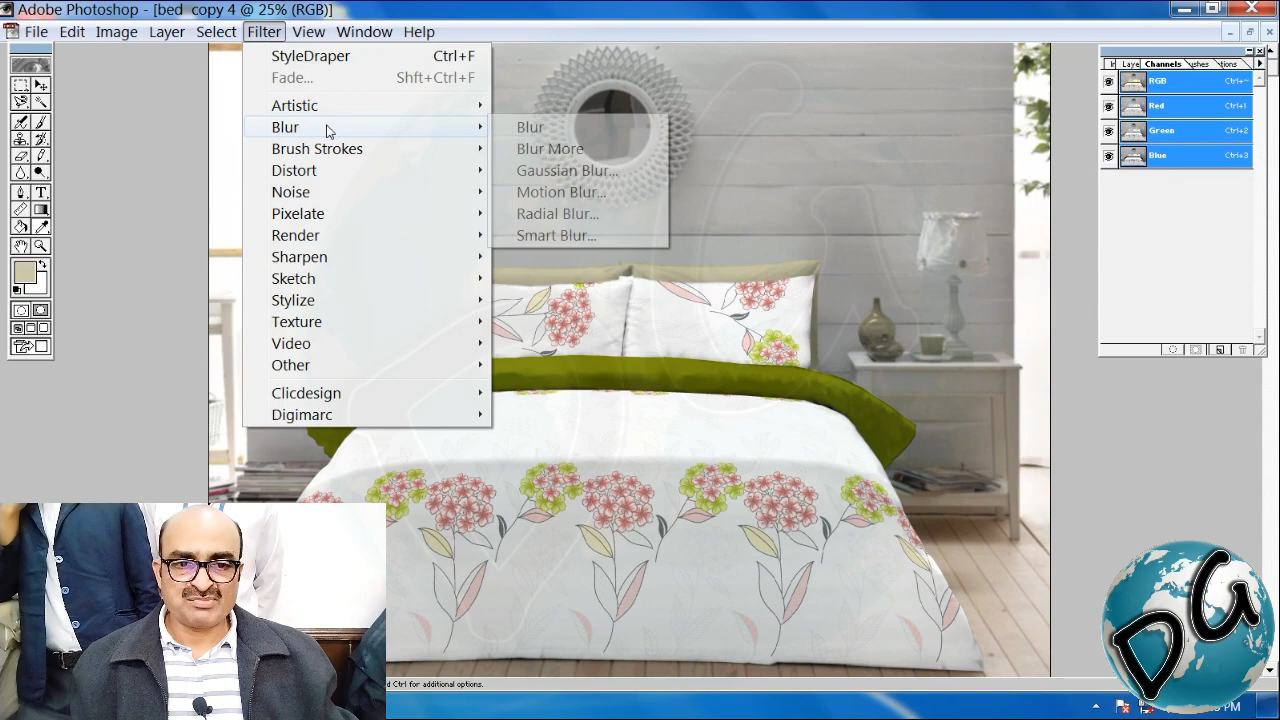 Adobe Photoshop - [bed copy 4 @ 25% (RGB)]
File Edit Image Layer Select Filter View Window Help
StyleDraper Ctrl+F
Fade... Shft+Ctrl+F
Artistic
Blur
Brush Strokes
Distort
Noise
Pixelate
Render
Sharpen
Sketch
Stylize
Texture
Video
Other
Clicdesign
Digimarc
Blur
Blur More
Gaussian Blur...
Motion Blur...
Radial Blur...
Smart Blur...
Channels
RGB Ctrl+~
Red Ctrl+1
Green Ctrl+2
Blue Ctrl+3
d Ctrl for additional options.
DG
PM